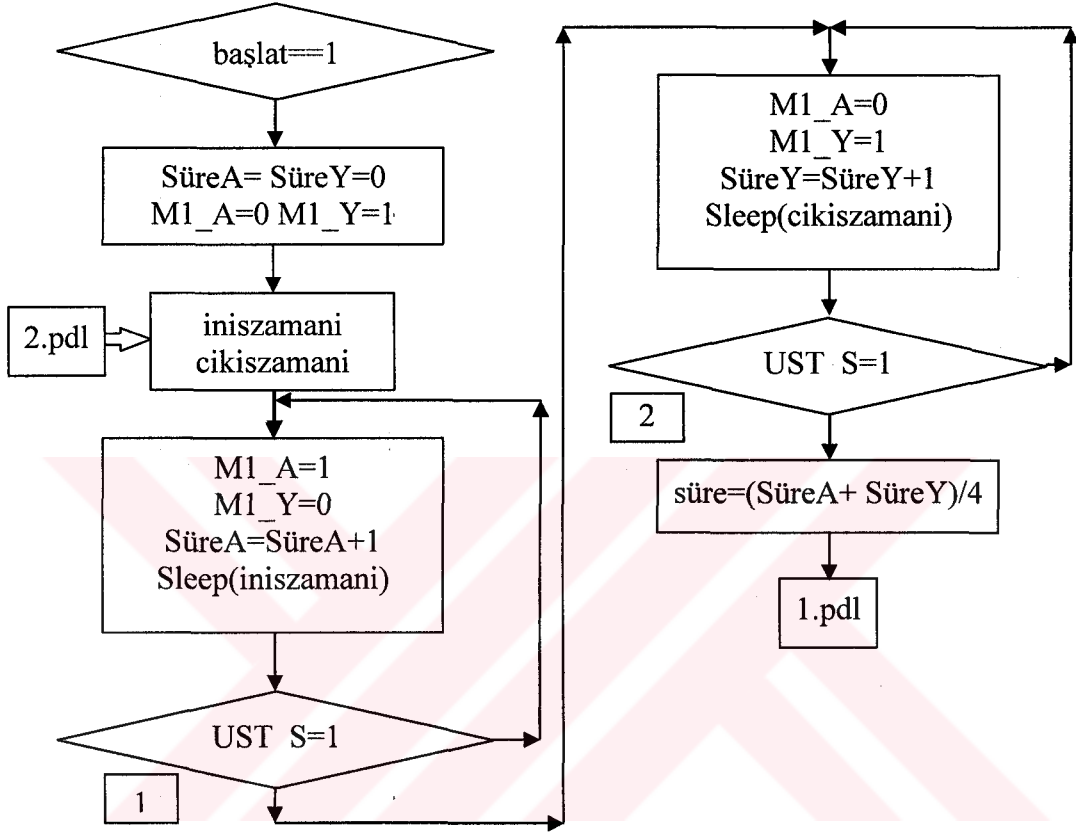 başlat==1
SüreA= SüreY=0
M1_A=0 M1_Y=1
2.pdl
iniszamani
cikiszamani
M1_A=1
M1_Y=0
SüreA=SüreA+1
Sleep(iniszamani)
UST S=1
1
M1_A=0
M1_Y=1
SüreY=SüreY+1
Sleep(cikiszamani)
UST S=1
2
süre=(SüreA+ SüreY)/4
1.pdl